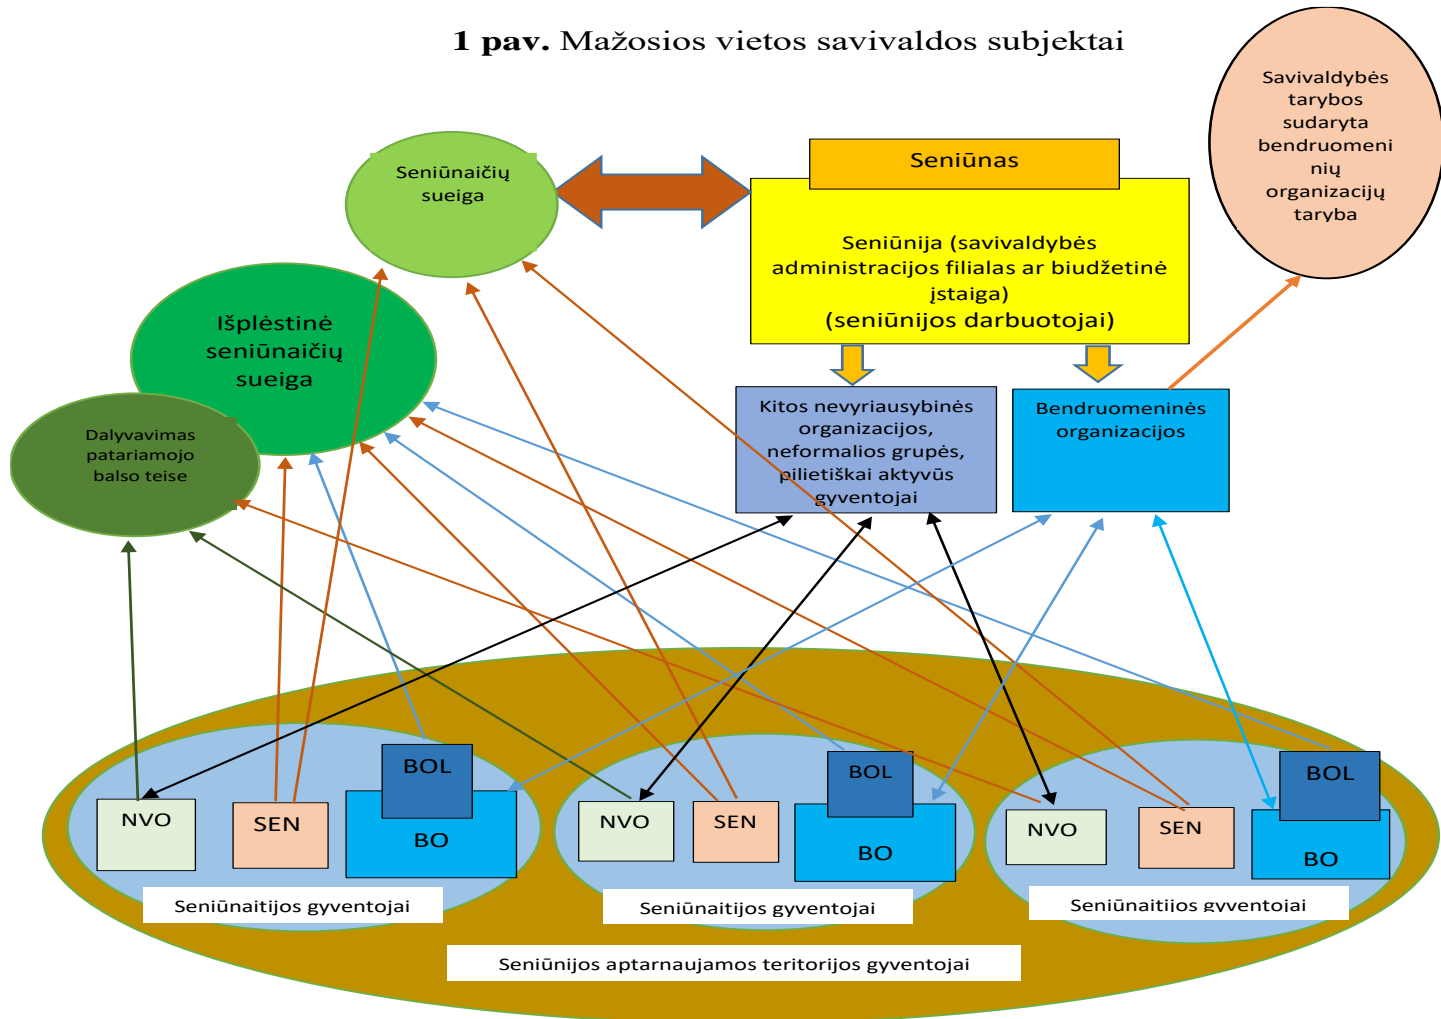 1 pav. Mažosios vietos savivaldos subjektai
Savivaldybės
tarybos
sudaryta
bendruomeni
nių
organizacijų
taryba
Seniūnaičių
sueiga
Seniūnas
Seniūnija (savivaldybės
administracijos filialas ar biudžetinė
įstaiga)
(seniūnijos darbuotojai)
Išplėstinė
seniūnaičių
sueiga
Dalyvavimas
patariamojo
balso teise
Kitos nevyriausybinės
organizacijos,
neformalios grupės,
pilietiškai aktyvūs
gyventojai
Bendruomeninės
organizacijos
NVO
SEN
BOL
BO
Seniūnaitijos gyventojai
NVO
SEN
BOL
BO
Seniūnaitijos gyventojai
NVO
SEN
BOL
BO
Seniūnaitijos gyventojai
Seniūnijos aptarnaujamos teritorijos gyventojai